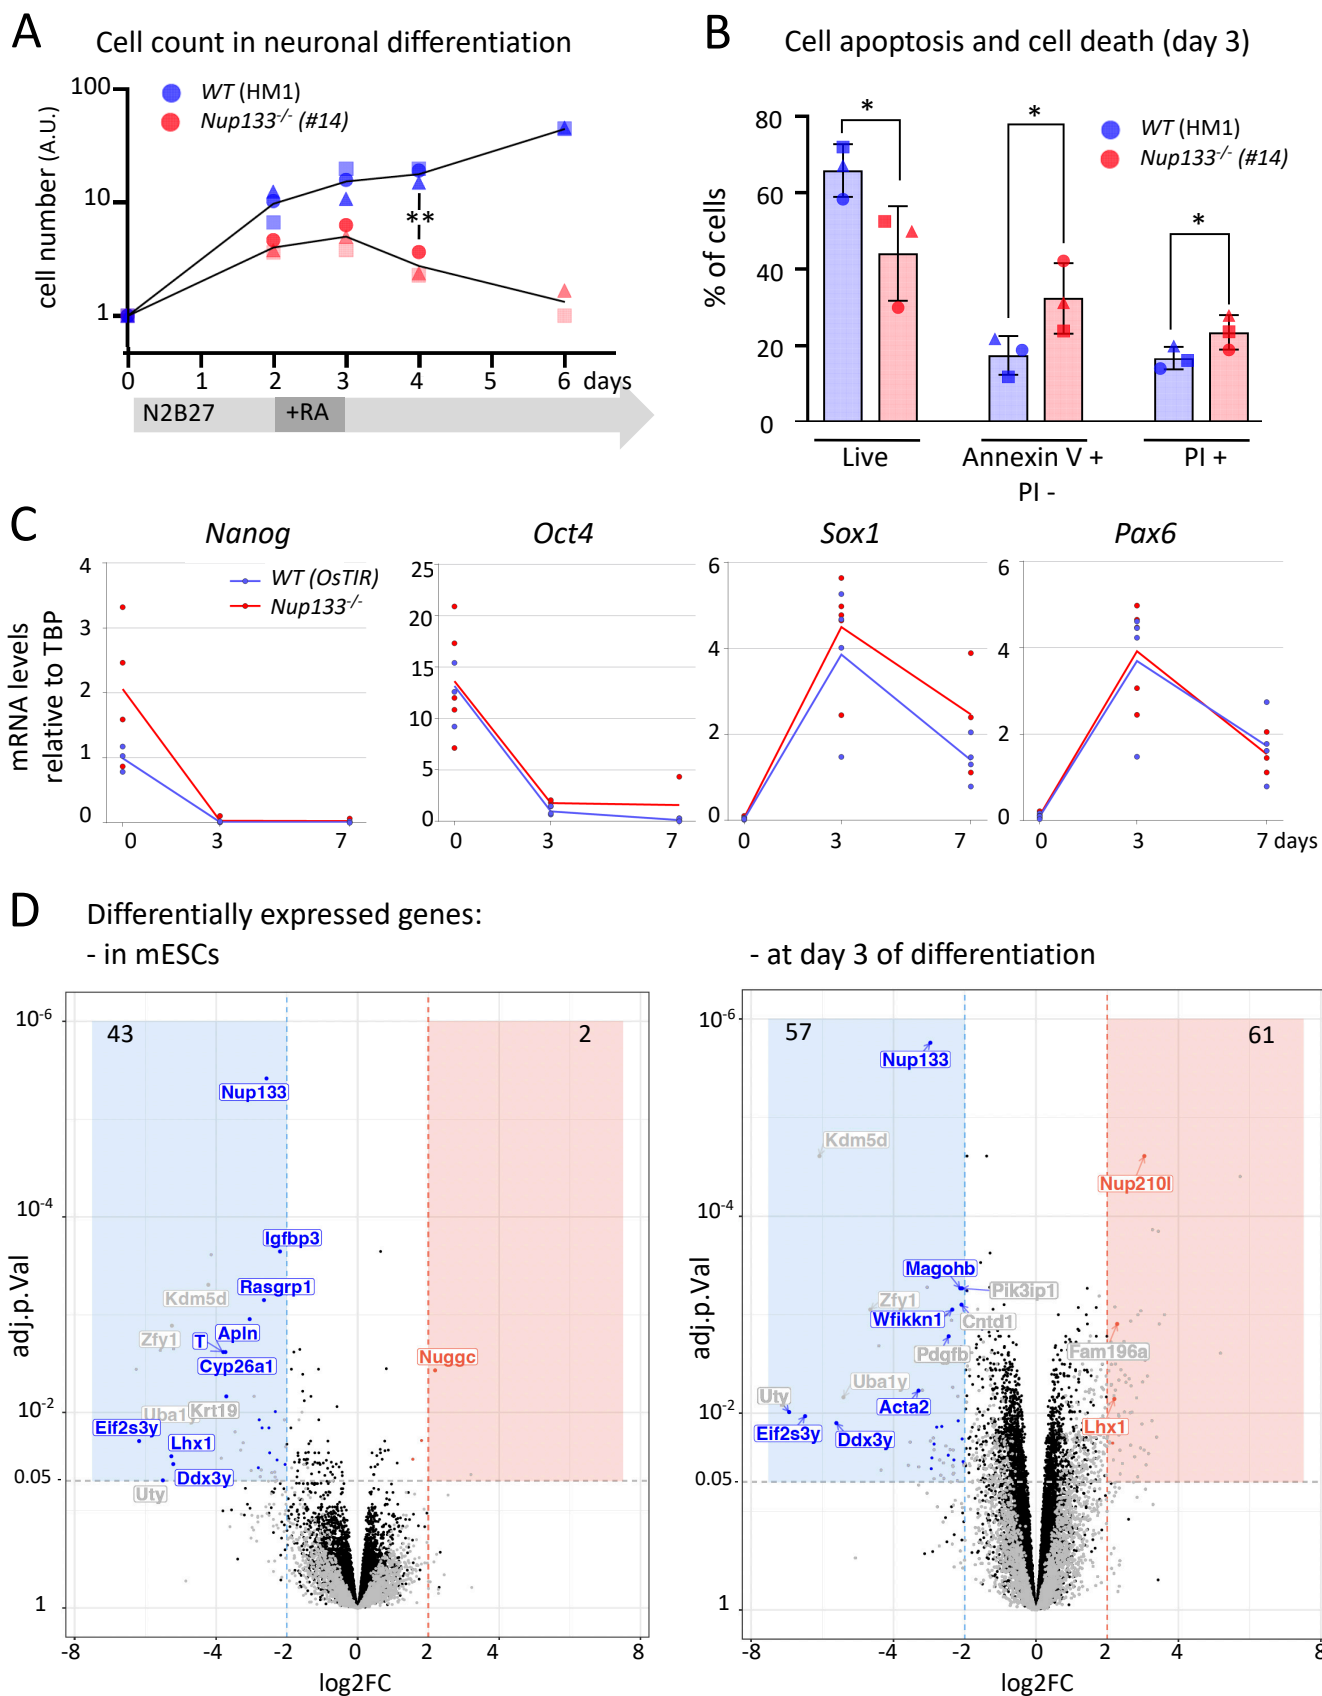 A
Cell count in neuronal differentiation
100
10
1
cell number (A.U.)
WT (HM1)
Nup133-/- (#14)
**
0 1 2 3 4 5 6 days
N2B27
+RA
B
Cell apoptosis and cell death (day 3)
80
60
40
20
0
% of cells
WT (HM1)
Nup133-/- (#14)
*
*
*
Live
Annexin V +
PI -
PI +
C
Nanog
Oct4
Sox1
Pax6
mRNA levels
relative to TBP
WT (OsTIR)
Nup133-/-
4
3
2
1
0
0 3 7
25
20
15
10
5
0
0 3 7
6
4
2
0
0 3 7
6
4
2
0
0 3 7 days
D
Differentially expressed genes:
- in mESCs
- at day 3 of differentiation
43
2
10-6
10-4
10-2
0.05
1
adj.p.Val
Nup133
Igfbp3
Rasgrp1
Kdm5d
Apln
T
Zfy1
Cyp26a1
Nuggc
Krt19
Eif2s3y
Lhx1
Ddx3y
Uty
-8 -4 -2 0 2 4 8
log2FC
57
61
10-6
10-4
10-2
0.05
1
adj.p.Val
Nup133
Kdm5d
Nup210l
Magohb
Pik3ip1
Zfy1
Wfikkn1
Cntd1
Pdgfb
Fam196a
Uba1y
Uty
Acta2
Eif2s3y
Ddx3y
Lhx1
-8 -4 -2 0 2 4 8
log2FC